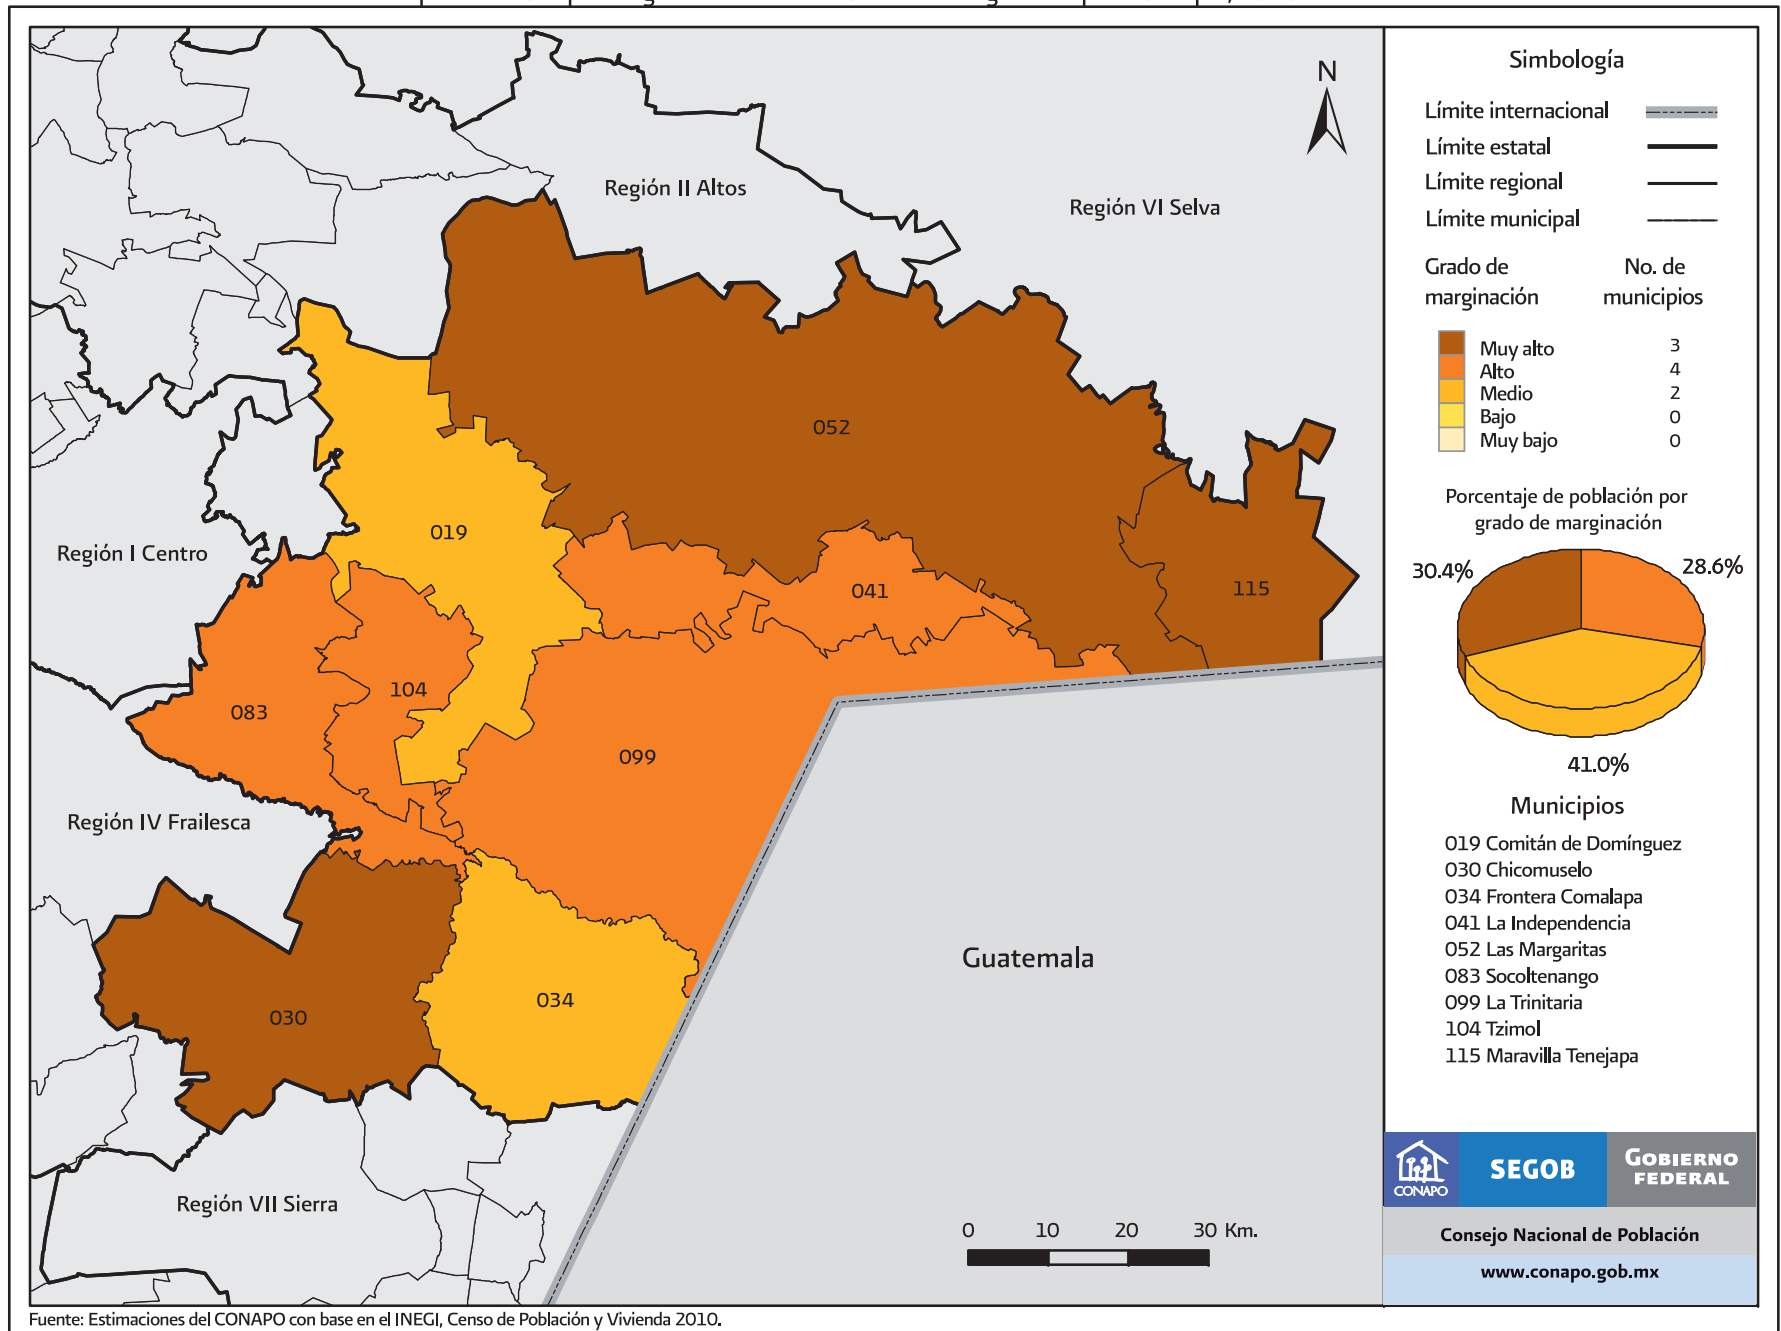 N
Región II Altos
Región VI Selva
052
019
Región I Centro
041
115
104
083
099
Región IV Frailesca
Guatemala
034
030
Región VII Sierra
0 10 20 30 Km.
Simbología
Límite internacional
Límite estatal
Límite regional
Límite municipal
Grado de marginación
No. de municipios
Muy alto 3
Alto 4
Medio 2
Bajo 0
Muy bajo 0
Porcentaje de población por
grado de marginación
30.4%
28.6%
41.0%
Municipios
019 Comitán de Domínguez
030 Chicomuselo
034 Frontera Comalapa
041 La Independencia
052 Las Margaritas
083 Socoltenango
099 La Trinitaria
104 Tzimol
115 Maravilla Tenejapa
CONAPO
SEGOB
GOBIERNO
FEDERAL
Consejo Nacional de Población
www.conapo.gob.mx
Fuente: Estimaciones del CONAPO con base en el INEGI, Censo de Población y Vivienda 2010.